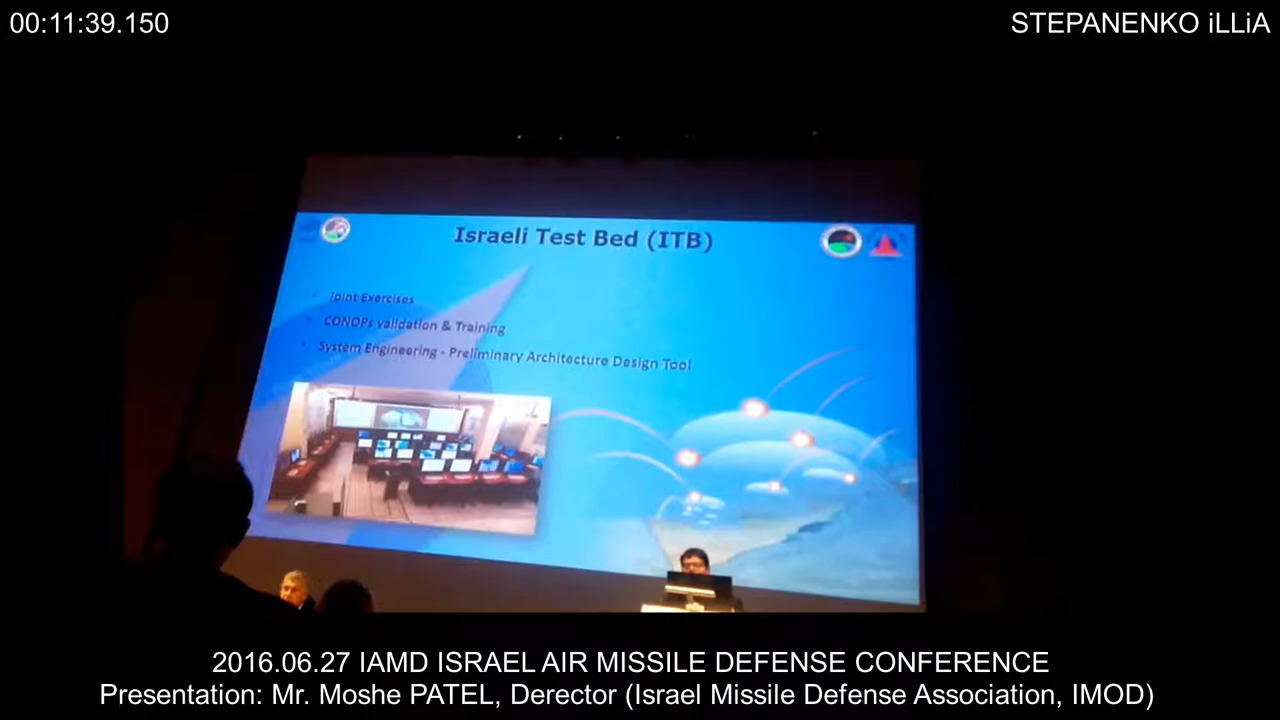 00:11:39.150
STEPANENKO iLLiA
Israeli Test Bed (ITB)
• Joint Exercises
• CONOPs validation & Training
• System Engineering - Preliminary Architecture Design Tool
2016.06.27 IAMD ISRAEL AIR MISSILE DEFENSE CONFERENCE
Presentation: Mr. Moshe PATEL, Derector (Israel Missile Defense Association, IMOD)